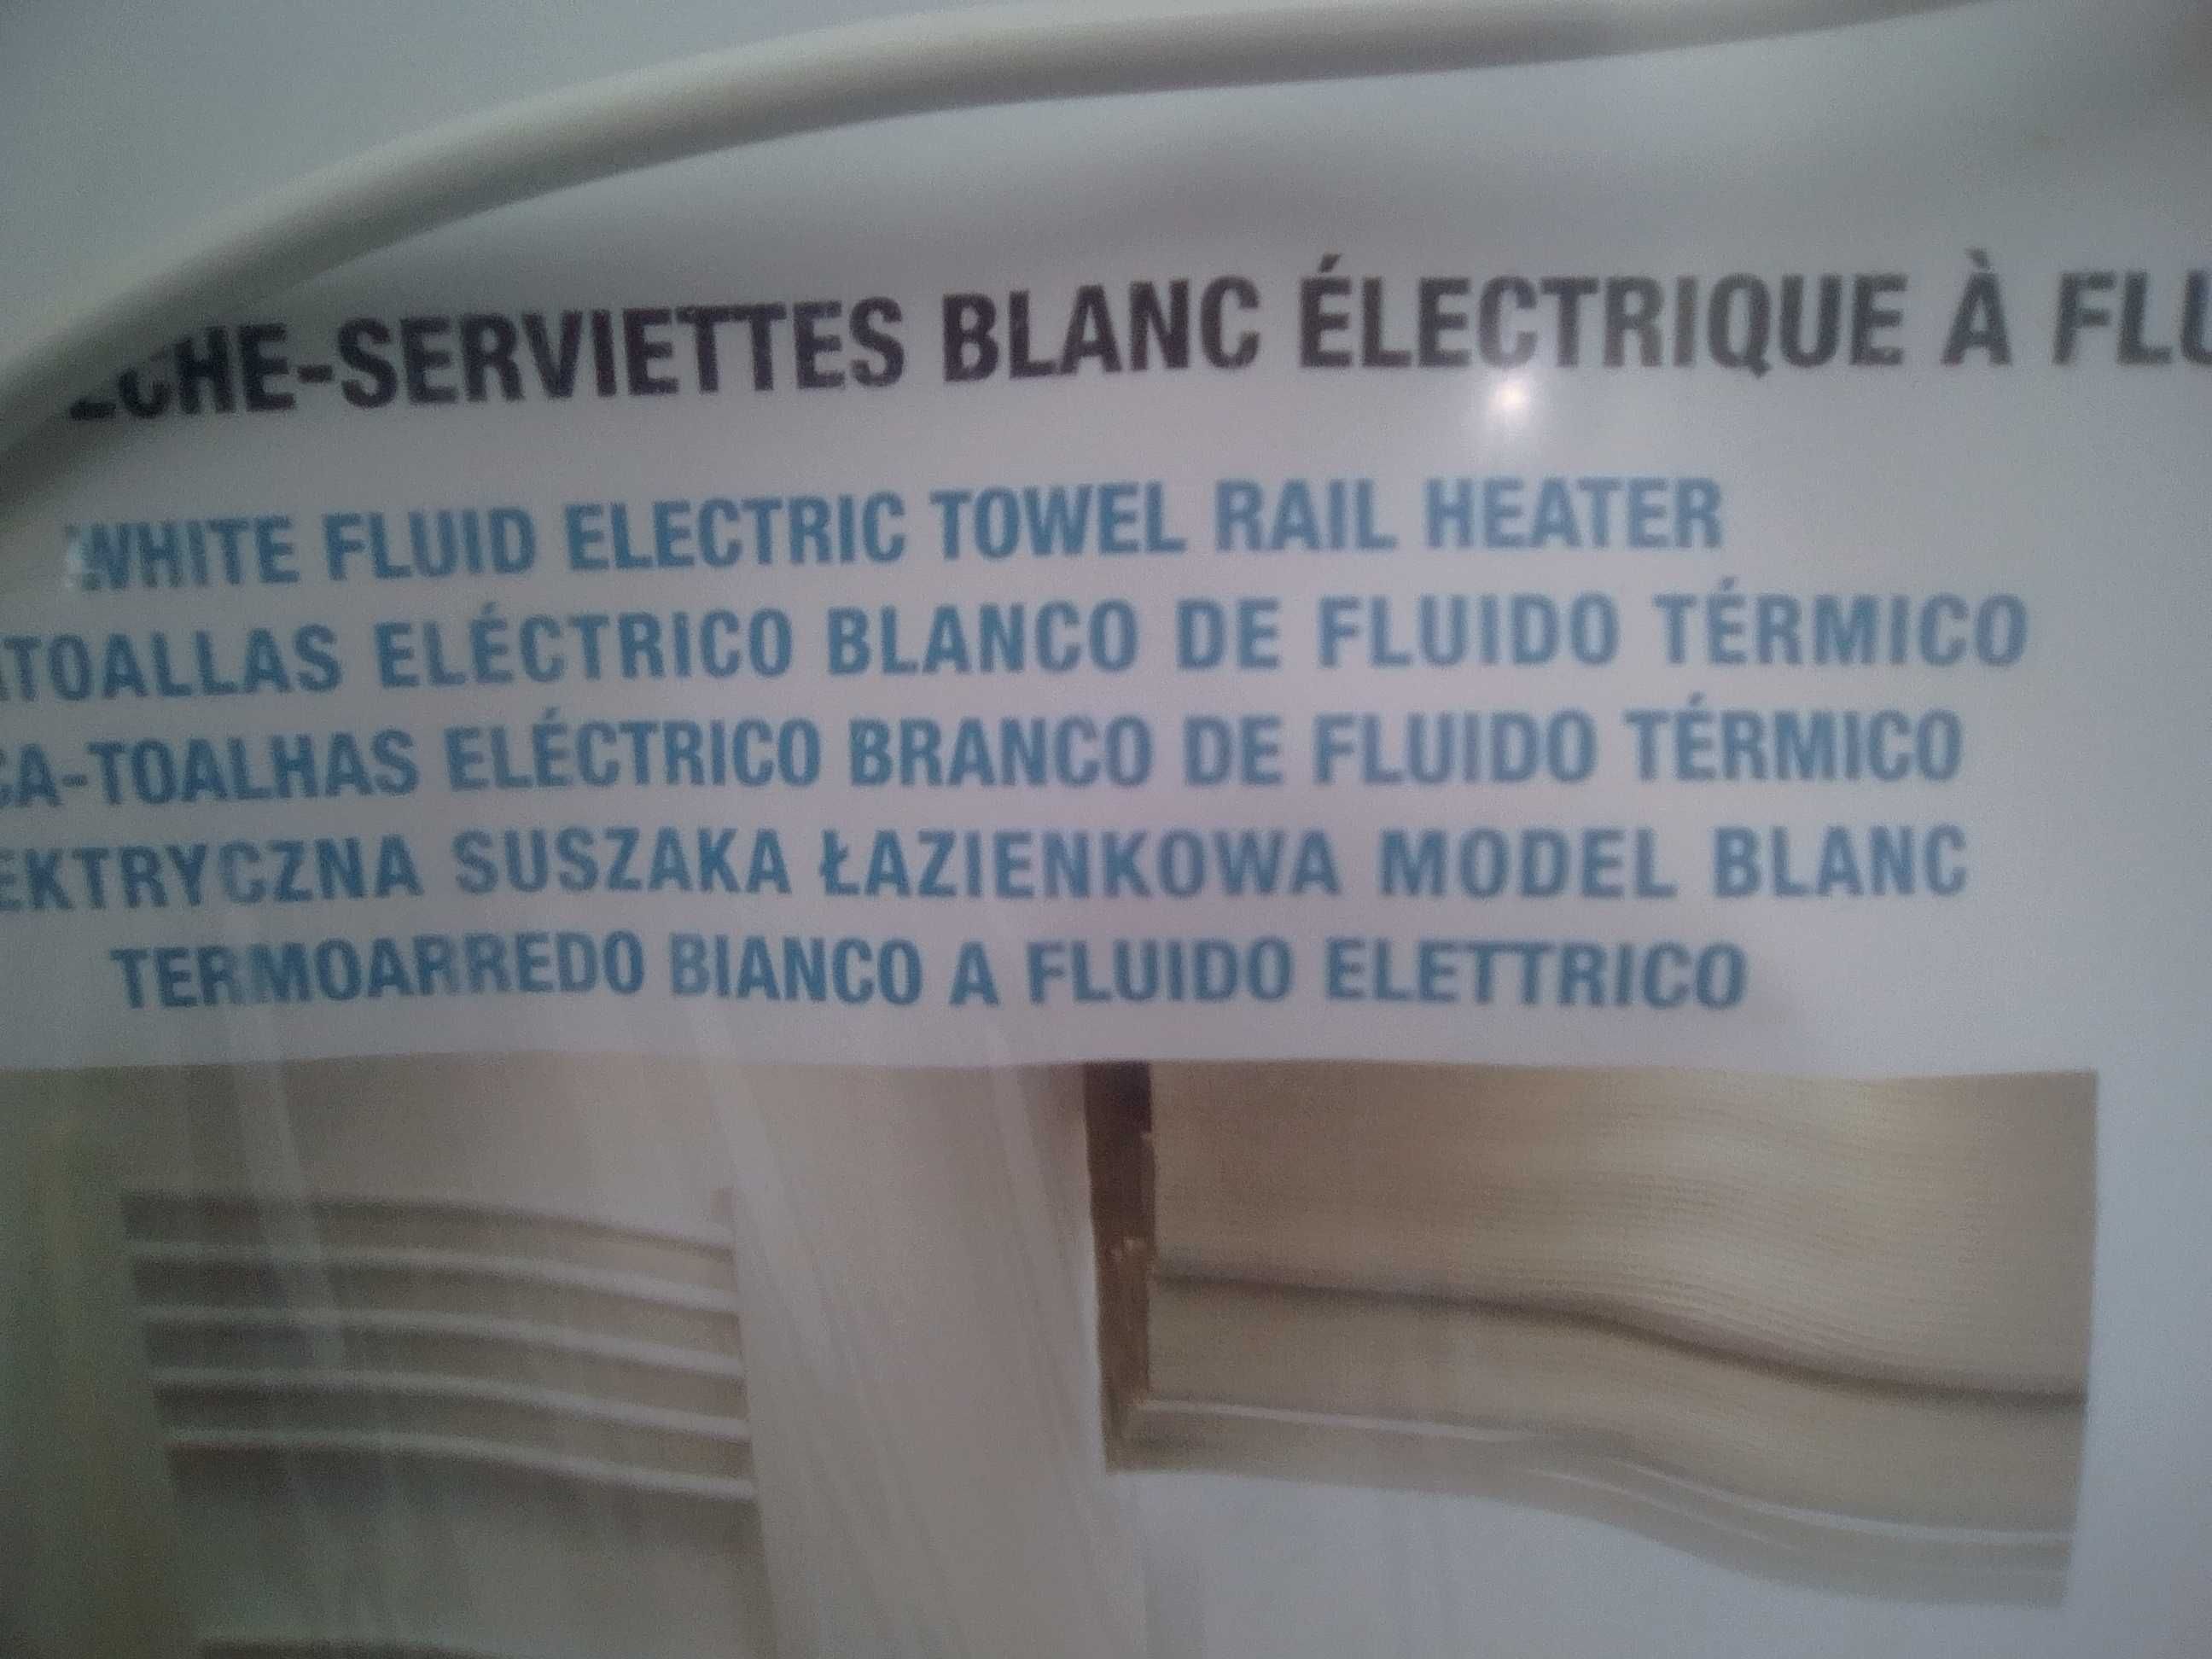 SERVIETTES BLANC ÉLECTRIQUE À
WHITE FLUID ELECTRIC TOWEL RAIL HEATER
ELÉCTRICO BLANCO DE FLUIDO TÉRMICO
TOALHAS ELÉCTRICO BRANCO DE FLUIDO TÉRMICO
SUSZAKA ŁAZIENKOWA MODEL BLANC
TERMOARREDO BIANCO A FLUIDO ELETTRICO